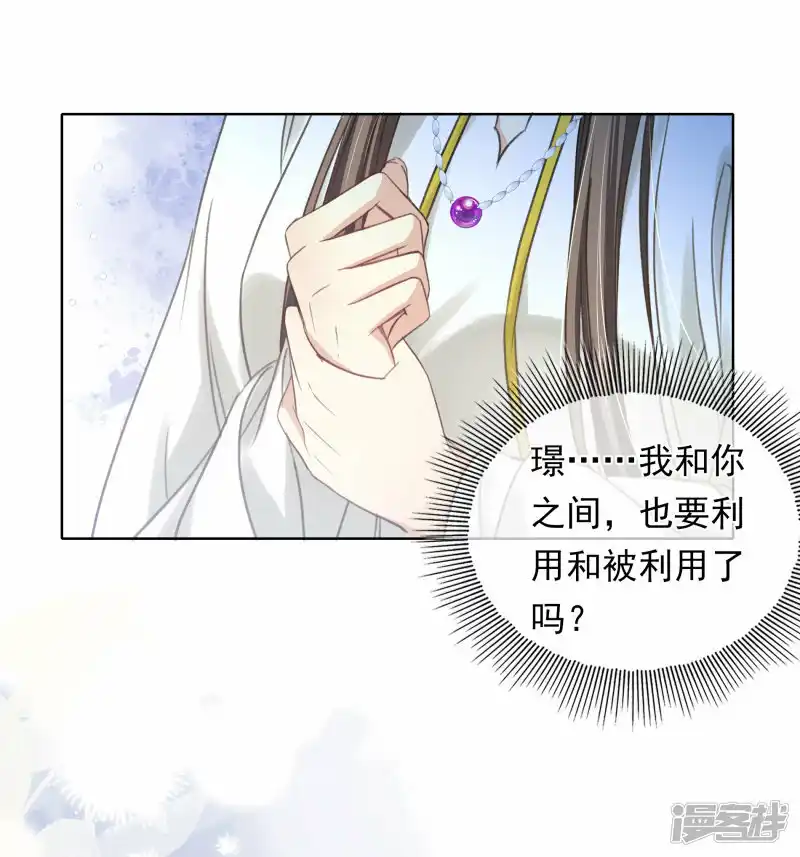 璟……我和你
之间，也要利
用和被利用了
吗？
漫客栈